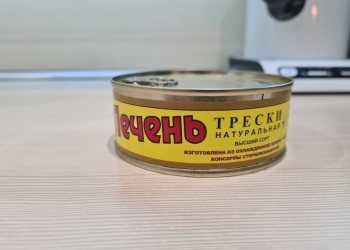 Печень
ТРЕСКИ
НАТУРАЛЬНАЯ
ВЫСШИЙ СОРТ
ИЗГОТОВЛЕНА ИЗ ОХЛАЖДЕННОЙ
КОНСЕРВЫ